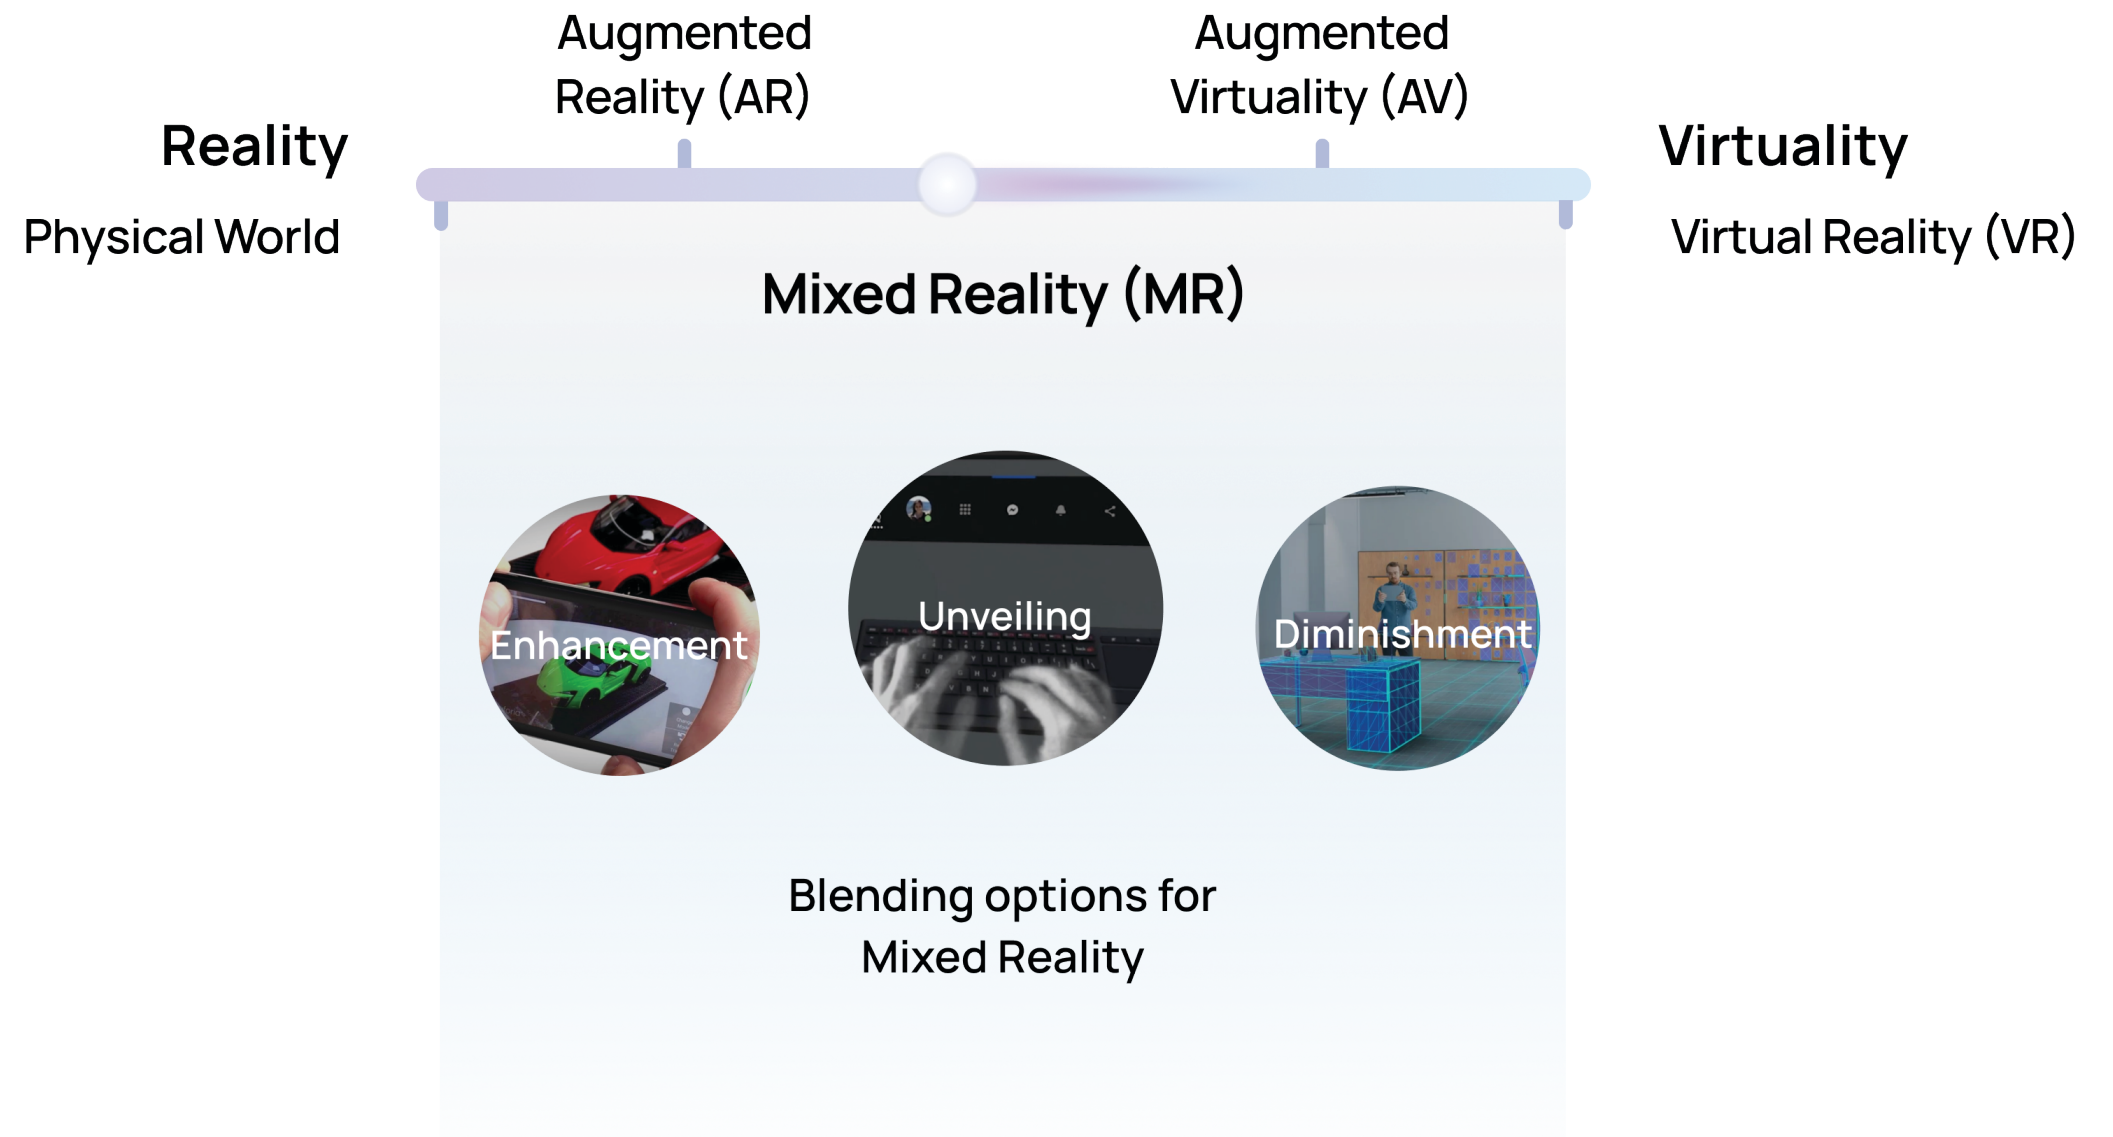 Augmented
Reality (AR)
Augmented
Virtuality (AV)
Reality
Virtuality
Physical World
Virtual Reality (VR)
Mixed Reality (MR)
Enhancement
Unveiling
Diminishment
Blending options for
Mixed Reality